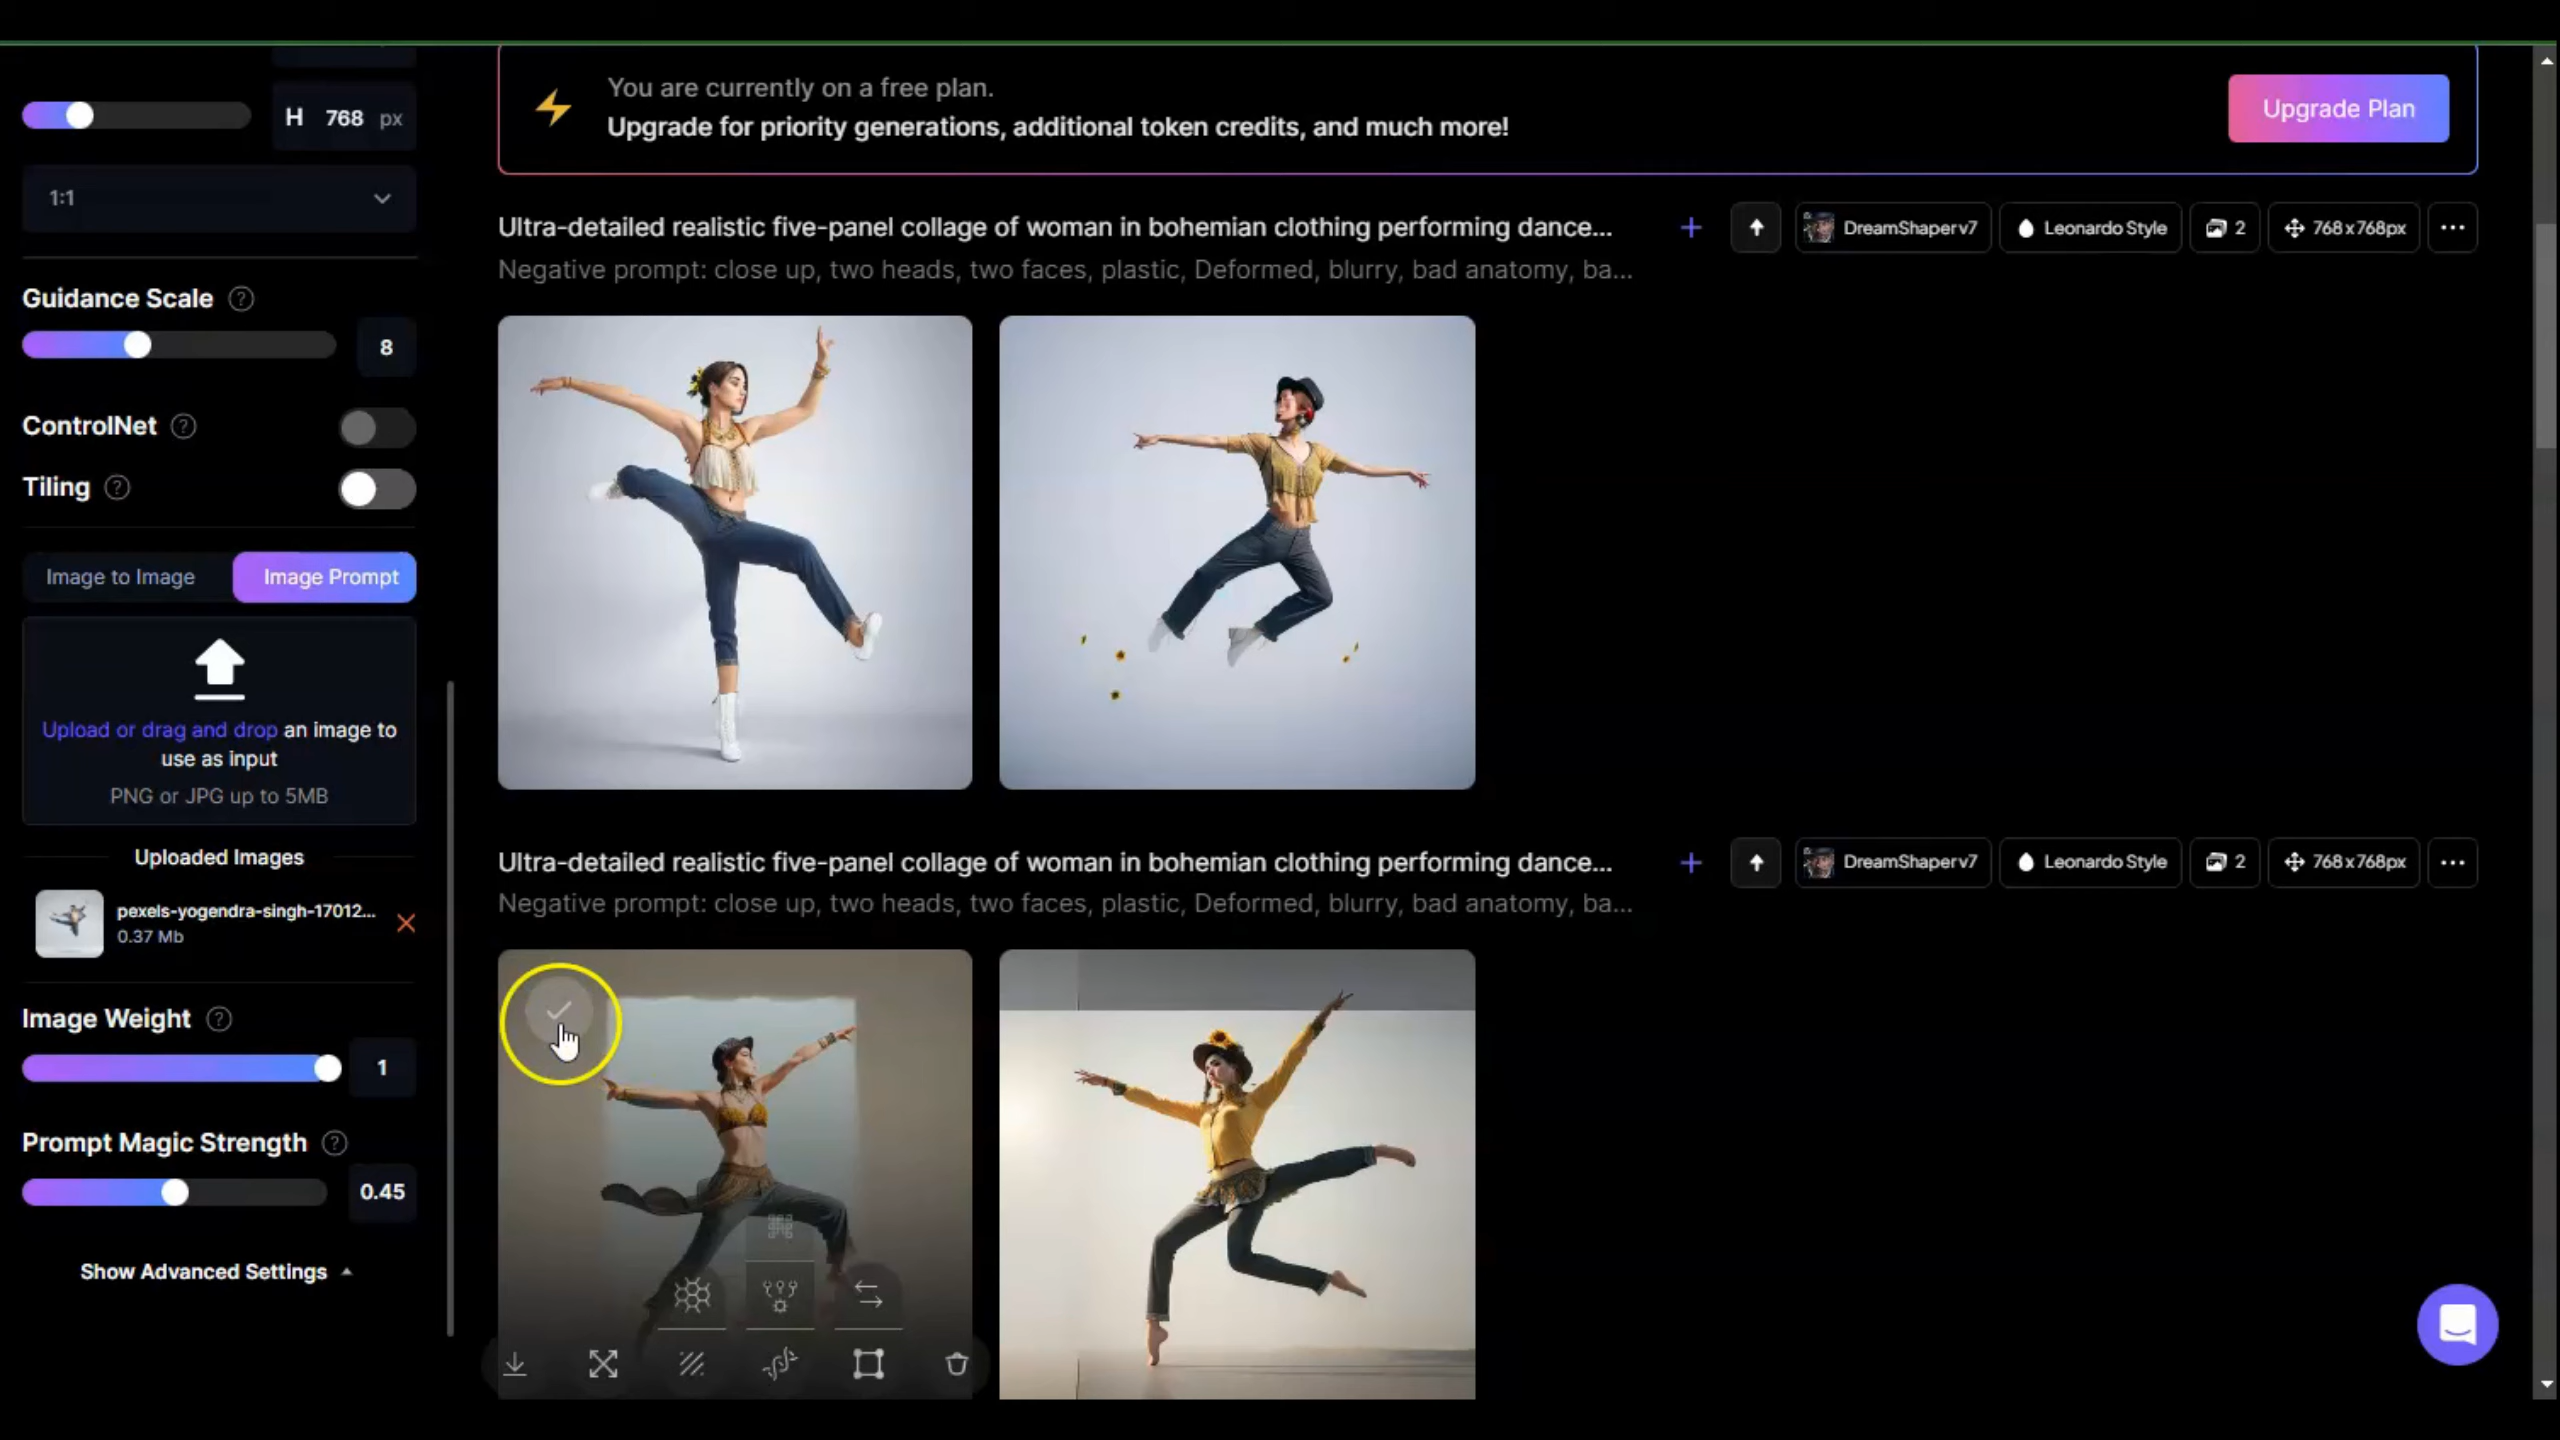 H 768 px
1:1
Guidance Scale ?
8
ControlNet ?
Tiling ?
Image to Image
Image Prompt
Upload or drag and drop an image to
use as input
PNG or JPG up to 5MB
Uploaded Images
pexels-yogendra-singh-17012...
0.37 Mb
Image Weight ?
1
Prompt Magic Strength ?
0.45
Show Advanced Settings
You are currently on a free plan.
Upgrade for priority generations, additional token credits, and much more!
Upgrade Plan
Ultra-detailed realistic five-panel collage of woman in bohemian clothing performing dance...
DreamShaper v7
Leonardo Style
2
768 x 768px
Negative prompt: close up, two heads, two faces, plastic, Deformed, blurry, bad anatomy, ba...
Ultra-detailed realistic five-panel collage of woman in bohemian clothing performing dance...
DreamShaper v7
Leonardo Style
2
768 x 768px
Negative prompt: close up, two heads, two faces, plastic, Deformed, blurry, bad anatomy, ba...